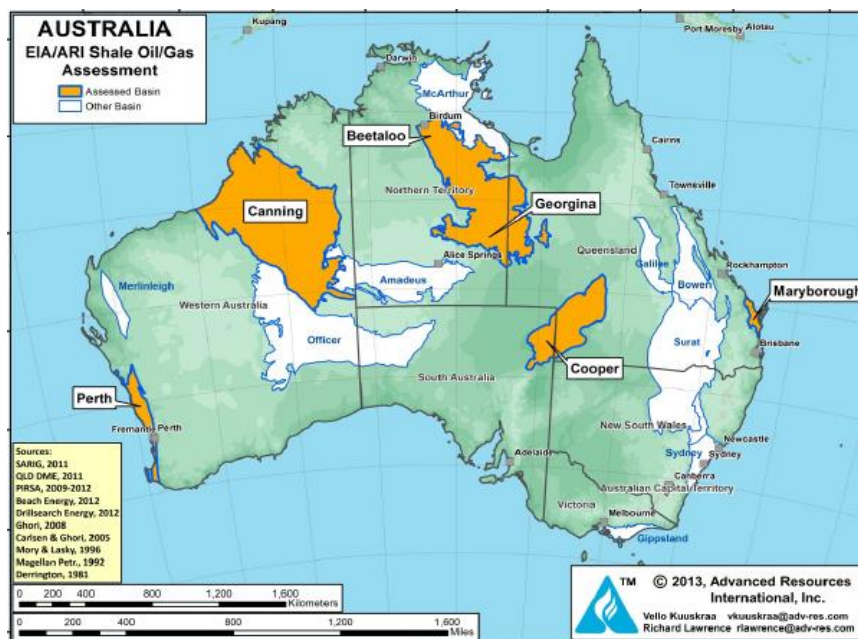 AUSTRALIA
EIA/ARI Shale Oil/Gas
Assessment
Assessed Basin
Other Basin
Kupang
Port Moresby
Alotau
Darwin
McArthur
Birdum
Beetaloo
Cairns
Northern Territory
Townsville
Canning
Georgina
Queensland
Alice Springs
Galilee
Rockhampton
Merlinleigh
Amadeus
Bowen
Western Australia
Maryborough
Officer
Surat
Brisbane
Cooper
South Australia
Perth
New South Wales
Fremantle
Perth
Newcastle
Sydney
Sydney
Adelaide
Canberra
Australian Capital Territory
Victoria
Melbourne
Gippsland
Sources:
SARIG, 2011
QLD DME, 2011
PIRSA, 2009-2012
Beach Energy, 2012
Drillsearch Energy, 2012
Ghori, 2008
Carlsen & Ghori, 2005
Mory & Lasky, 1996
Magellan Petr., 1992
Derrington, 1981
0 200 400 800 1,200 1,600
Kilometers
0 200 400 800 1,200 1,600
Miles
TM
© 2013, Advanced Resources
International, Inc.
Vello Kuuskraa vkuuskraa@adv-res.com
Richard Lawrence rlawrence@adv-res.com